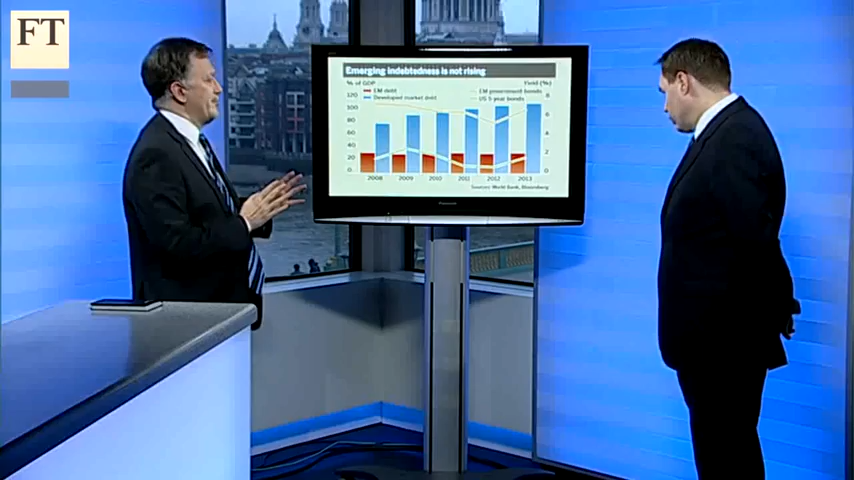 FT
Emerging indebtedness is not rising
% of GDP
Yield (%)
EM debt
EM government bonds
Developed market debt
US 5 year bonds
120
100
80
60
40
20
0
8
6
4
2
0
2008 2009 2010 2011 2012 2013
Sources: World Bank, Bloomberg
Panasonic